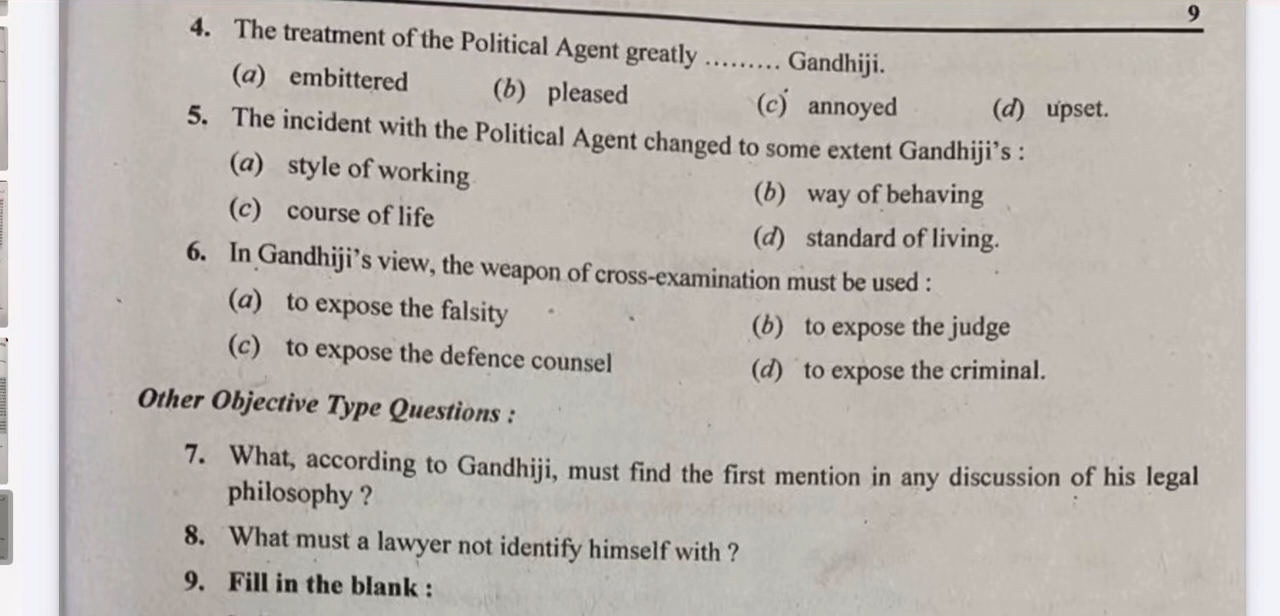 9
4. The treatment of the Political Agent greatly ......... Gandhiji.
(a) embittered (b) pleased (c) annoyed (d) upset.
5. The incident with the Political Agent changed to some extent Gandhiji's :
(a) style of working (b) way of behaving
(c) course of life (d) standard of living.
6. In Gandhiji's view, the weapon of cross-examination must be used :
(a) to expose the falsity (b) to expose the judge
(c) to expose the defence counsel (d) to expose the criminal.
Other Objective Type Questions :
7. What, according to Gandhiji, must find the first mention in any discussion of his legal
philosophy ?
8. What must a lawyer not identify himself with ?
9. Fill in the blank :